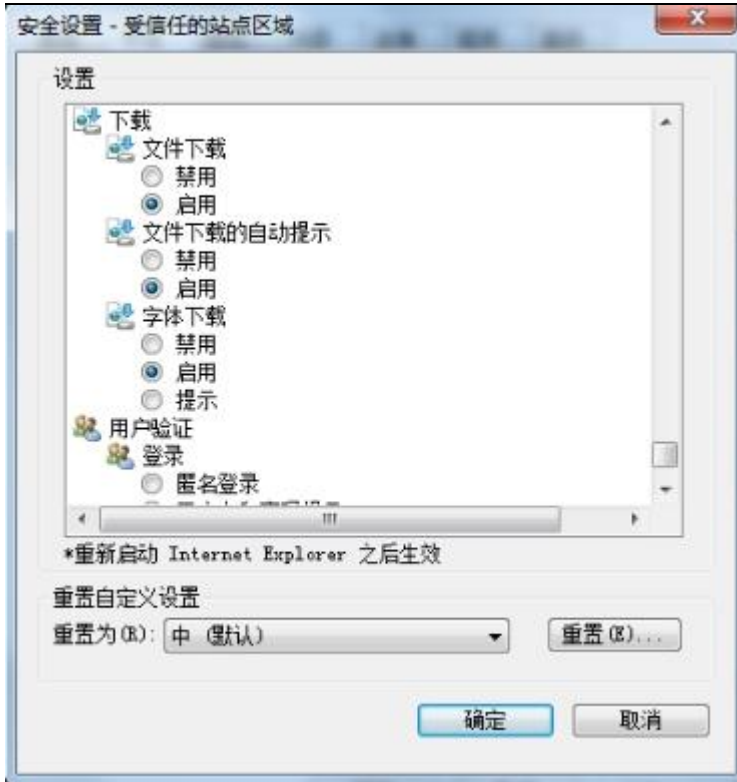 安全设置 - 受信任的站点区域
设置
下载
文件下载
禁用
启用
文件下载的自动提示
禁用
启用
字体下载
禁用
启用
提示
用户验证
登录
匿名登录
*重新启动 Internet Explorer 之后生效
重置自定义设置
重置为(R): 中 (默认) 重置(E)...
确定 取消